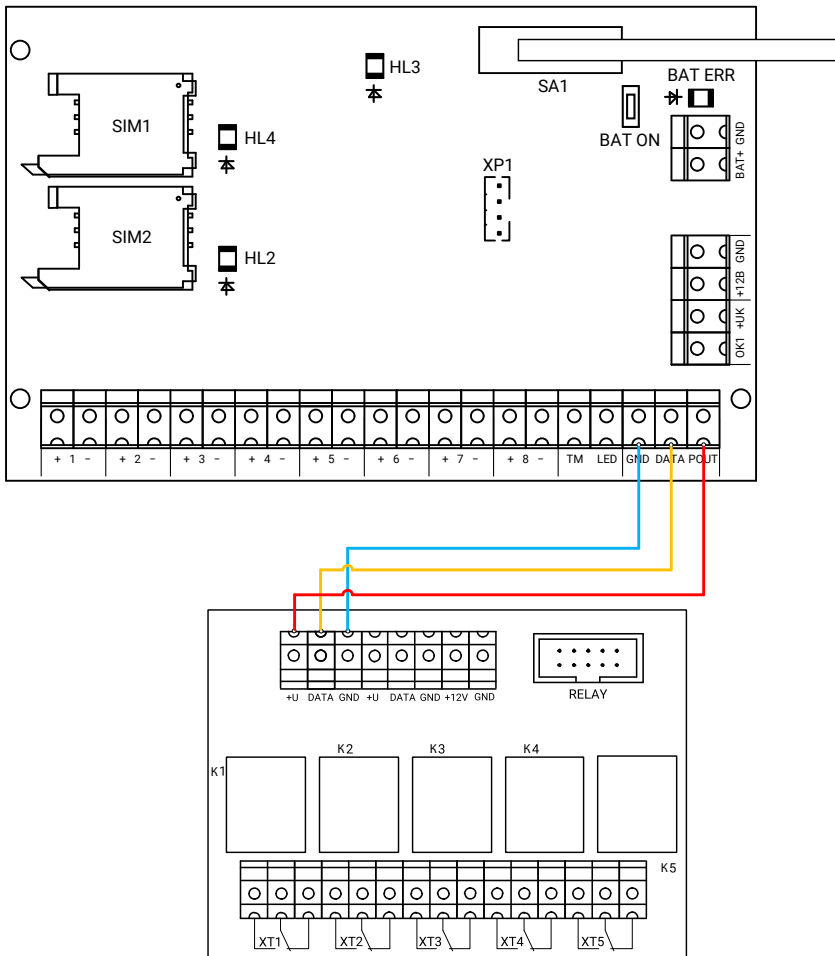 HL3
SA1
BAT ERR
SIM1
HL4
BAT ON
BAT+ GND
XP1
SIM2
HL2
OK1 +UK +12B GND
+ 1 - + 2 - + 3 - + 4 - + 5 - + 6 - + 7 - + 8 - TM LED GND DATA POUT
+U DATA GND +U DATA GND +12V GND
RELAY
K1
K2
K3
K4
K5
XT1 XT2 XT3 XT4 XT5